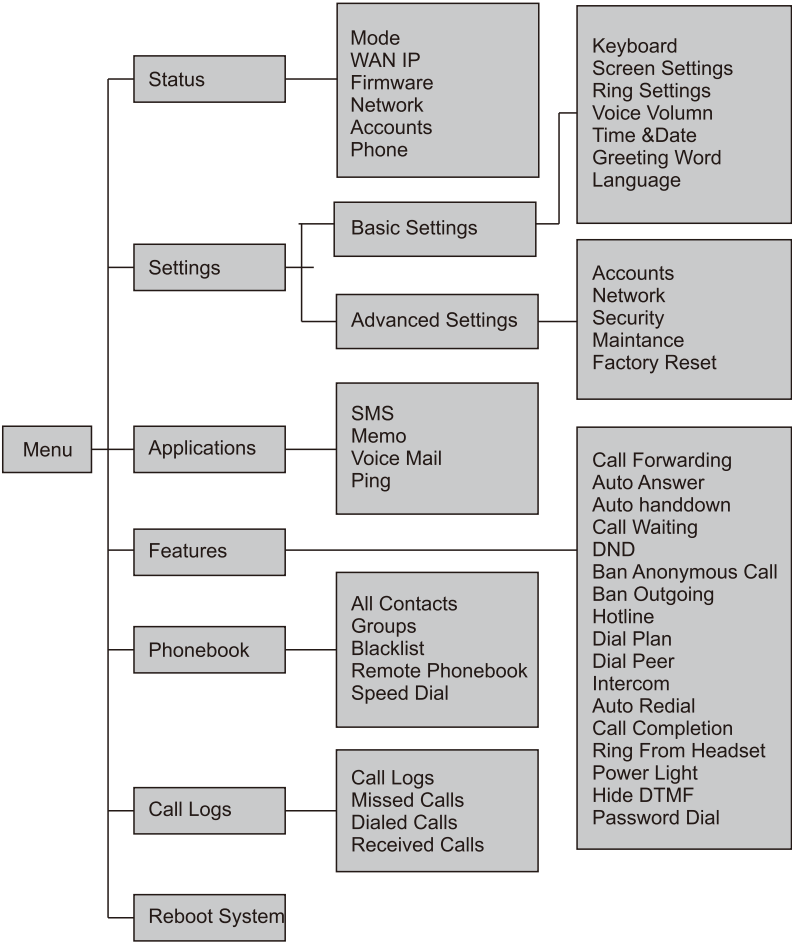 Menu
Status
Mode
WAN IP
Firmware
Network
Accounts
Phone
Settings
Basic Settings
Keyboard
Screen Settings
Ring Settings
Voice Volumn
Time &Date
Greeting Word
Language
Advanced Settings
Accounts
Network
Security
Maintance
Factory Reset
Applications
SMS
Memo
Voice Mail
Ping
Features
Call Forwarding
Auto Answer
Auto handdown
Call Waiting
DND
Ban Anonymous Call
Ban Outgoing
Hotline
Dial Plan
Dial Peer
Intercom
Auto Redial
Call Completion
Ring From Headset
Power Light
Hide DTMF
Password Dial
Phonebook
All Contacts
Groups
Blacklist
Remote Phonebook
Speed Dial
Call Logs
Call Logs
Missed Calls
Dialed Calls
Received Calls
Reboot System